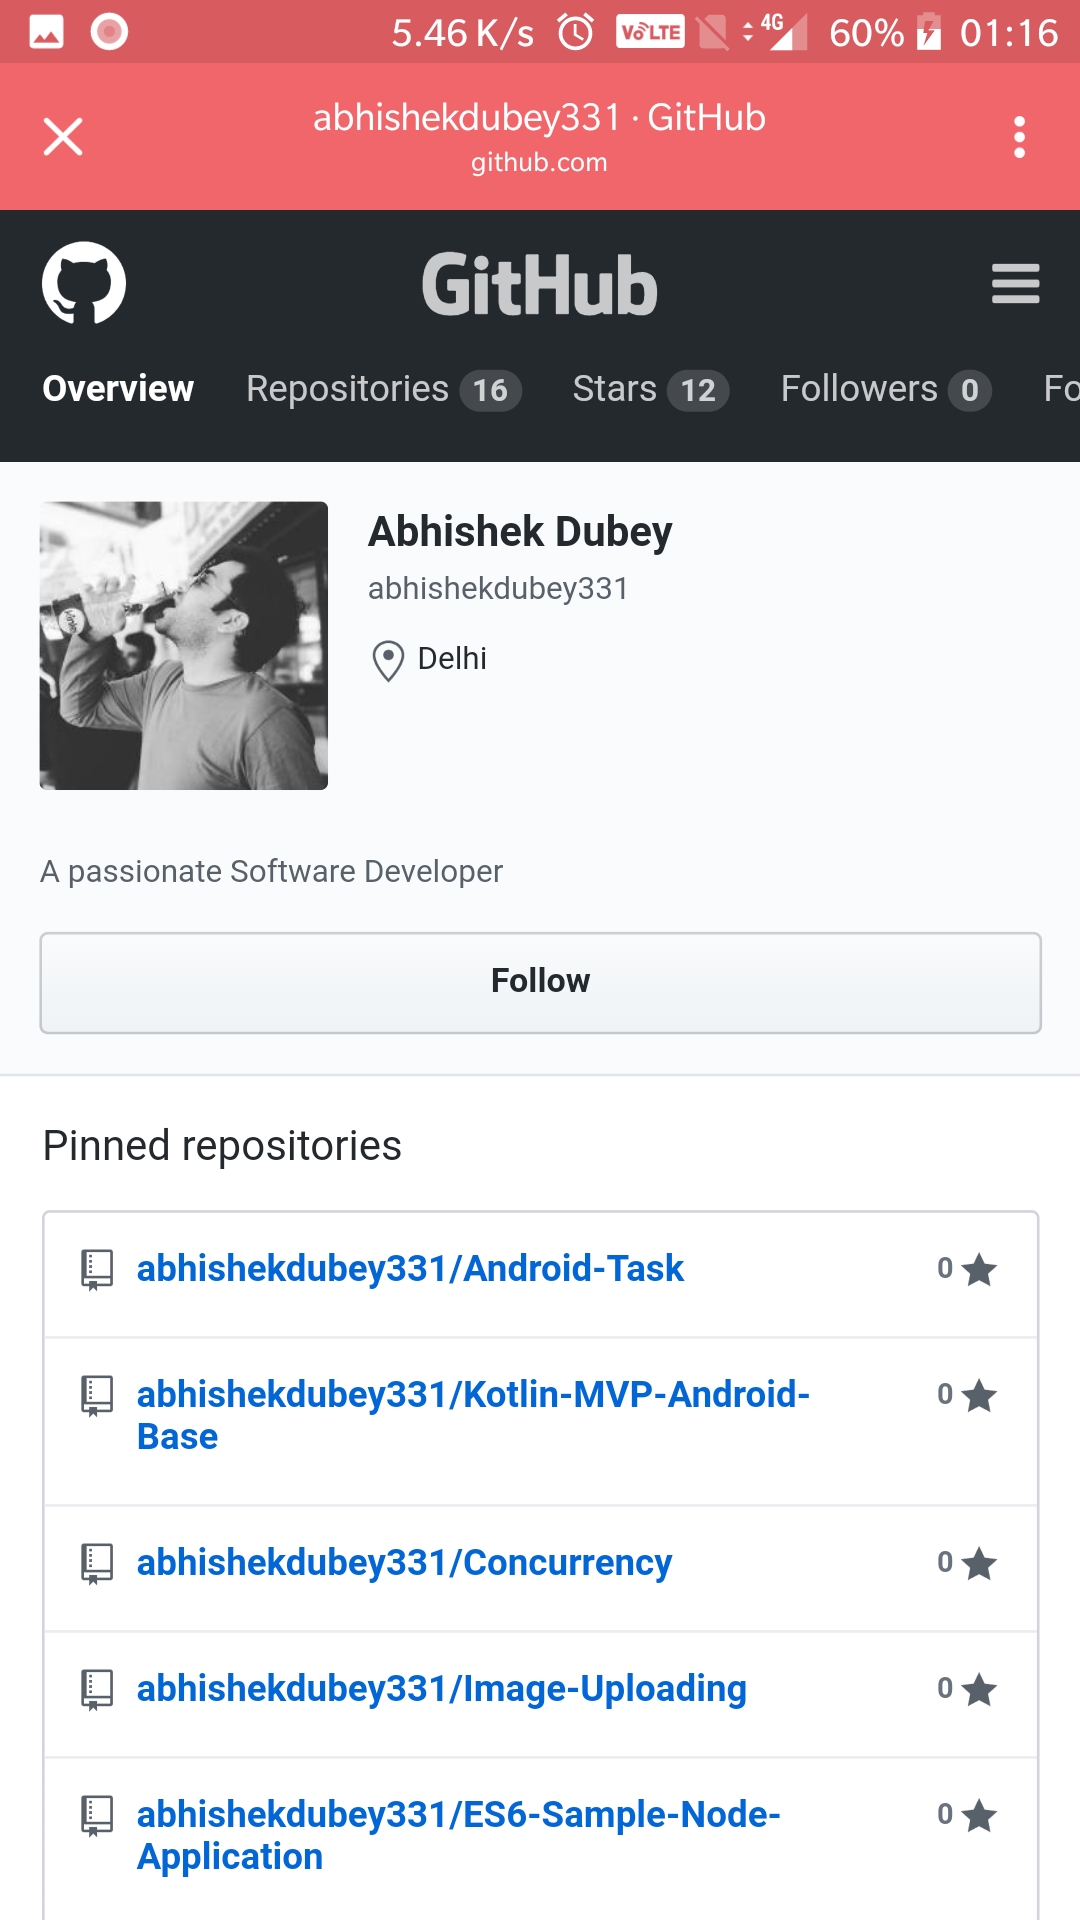 5.46 K/s VoLTE 4G 60% 01:16
abhishekdubey331 · GitHub
github.com
GitHub
Overview Repositories 16 Stars 12 Followers 0 Fo
Abhishek Dubey
abhishekdubey331
Delhi
A passionate Software Developer
Follow
Pinned repositories
abhishekdubey331/Android-Task 0
abhishekdubey331/Kotlin-MVP-Android- 0
Base
abhishekdubey331/Concurrency 0
abhishekdubey331/Image-Uploading 0
abhishekdubey331/ES6-Sample-Node- 0
Application